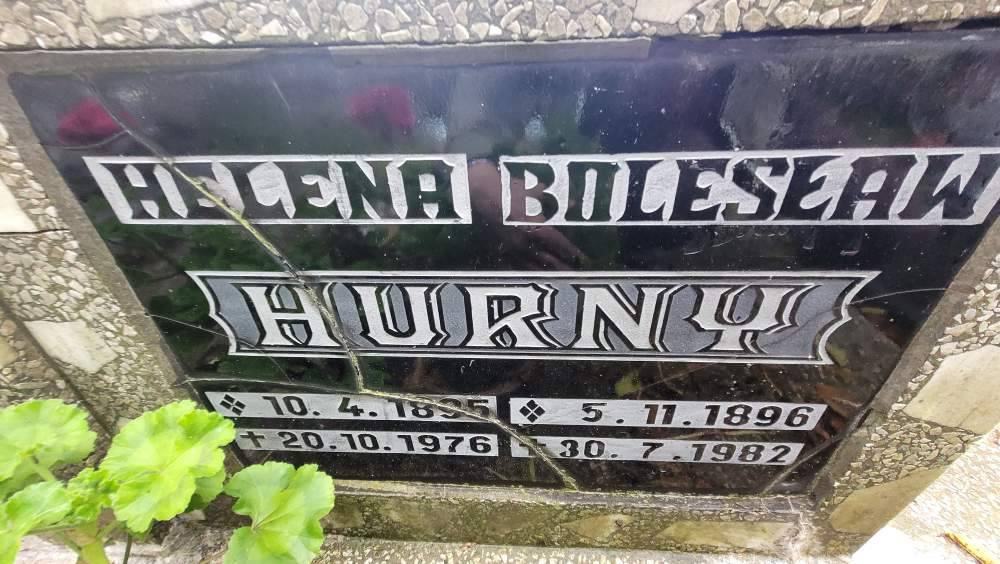 HELENA BOLESŁAW
HURNY
❖ 10. 4. 1895 ❖ 5. 11. 1896
+ 20. 10. 1976 + 30. 7. 1982